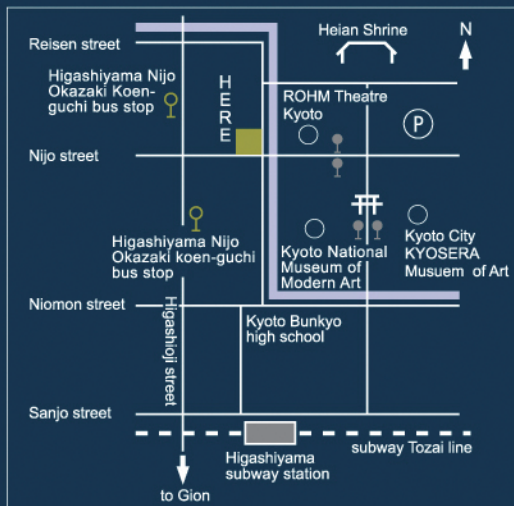 Reisen street
Heian Shrine
N
Higashiyama Nijo
Okazaki Koen-
guchi bus stop
HERE
ROHM Theatre
Kyoto
P
Nijo street
Higashiyama Nijo
Okazaki koen-guchi
bus stop
Kyoto National
Museum of
Modern Art
Kyoto City
KYOSERA
Musuem of Art
Niomon street
Higashioji street
Kyoto Bunkyo
high school
Sanjo street
subway Tozai line
Higashiyama
subway station
to Gion